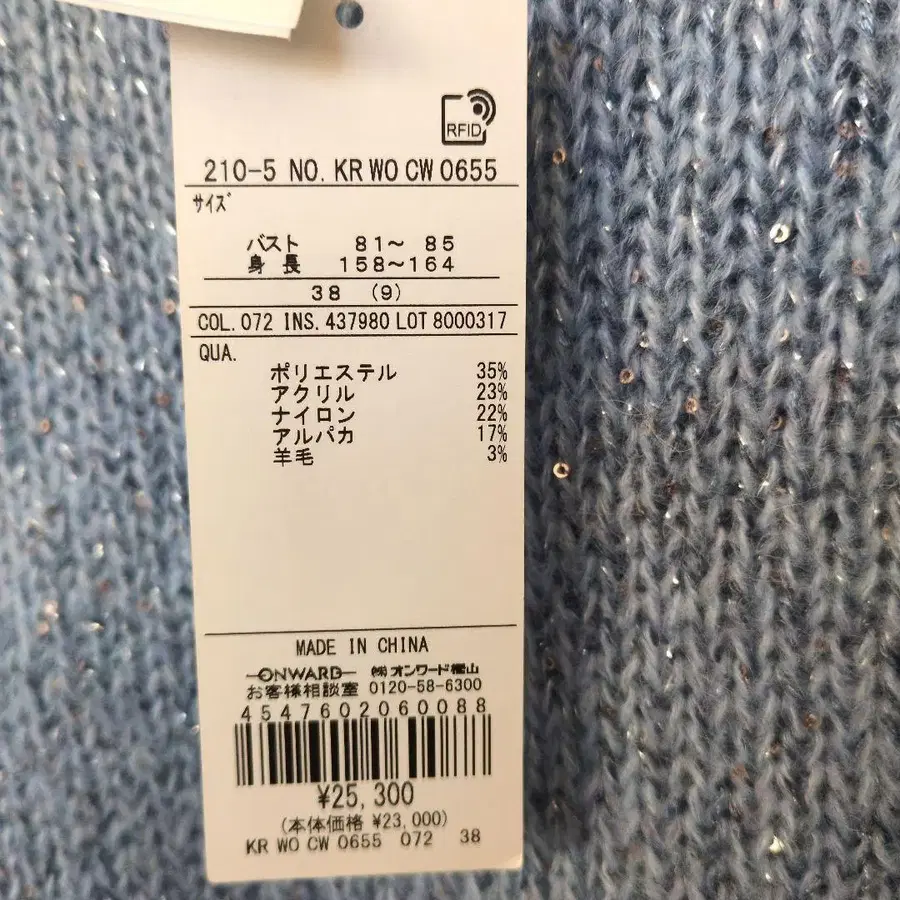 RFID
210-5 NO. KR WO CW 0655
サイズ
バスト 81～ 85
身長 158～164
38 (9)
COL. 072 INS. 437980 LOT 8000317
QUA.
ポリエステル 35%
アクリル 23%
ナイロン 22%
アルパカ 17%
羊毛 3%
MADE IN CHINA
ONWARD ㈱オンワード樫山
お客様相談室 0120-58-6300
4547602060088
¥25,300
(本体価格 ¥23,000)
KR WO CW 0655 072 38